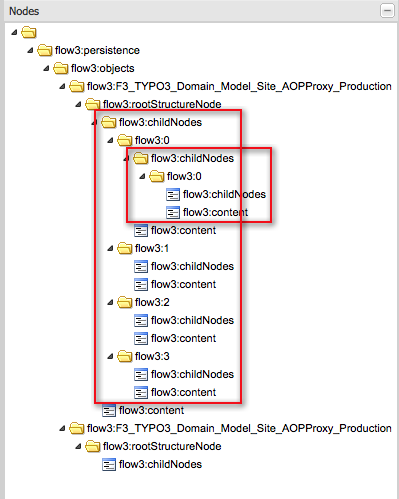 Nodes
flow3:persistence
flow3:objects
flow3:F3_TYPO3_Domain_Model_Site_AOPProxy_Production
flow3:rootStructureNode
flow3:childNodes
flow3:0
flow3:childNodes
flow3:0
flow3:childNodes
flow3:content
flow3:content
flow3:1
flow3:childNodes
flow3:content
flow3:2
flow3:childNodes
flow3:content
flow3:3
flow3:childNodes
flow3:content
flow3:content
flow3:F3_TYPO3_Domain_Model_Site_AOPProxy_Production
flow3:rootStructureNode
flow3:childNodes